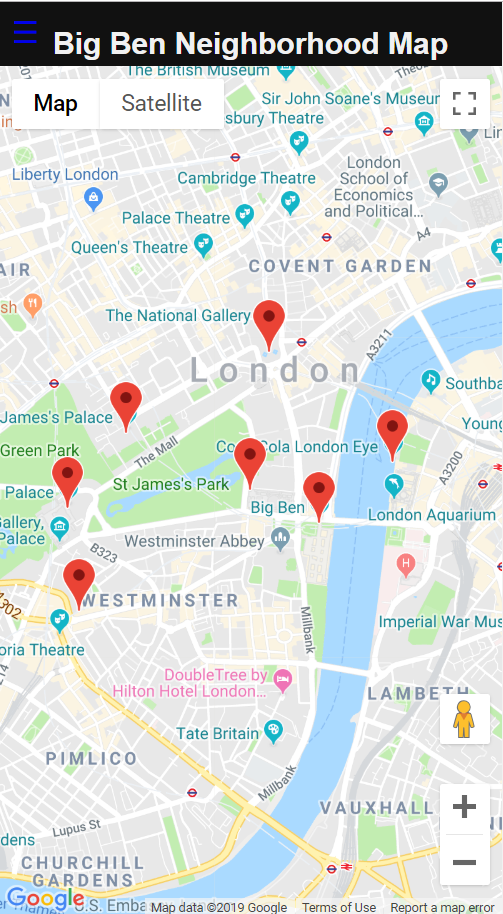 ☰ Big Ben Neighborhood Map
The British Museum
Map Satellite
Sir John Soane's Museum
sbury Theatre
Liberty London
Cambridge Theatre
London
School of
Economics
and Political...
Palace Theatre
Queen's Theatre
A4
AIR
COVENT GARDEN
sh
The National Gallery
A3211
London
Southba
James's Palace
Young
Green Park
The Mall
London Eye
A3200
Palace
St James's Park
Big Ben
London Aquarium
Gallery,
Palace
B323
Westminster Abbey
H
1302
WESTMINSTER
Millbank
Imperial War Mus
oria Theatre
DoubleTree by
Hilton Hotel London...
LAMBETH
Tate Britain
PIMLICO
Millbank
VAUXHALL
Lupus St
dens
CHURCHILL
GARDENS
Google
U.S. Emba
Map data ©2019 Google Terms of Use Report a map error